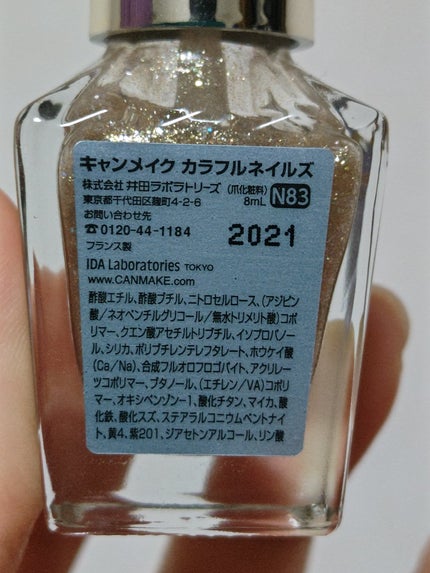 キャンメイク カラフルネイルズ
株式会社 井田ラボラトリーズ (爪化粧料)
東京都千代田区麹町4-2-6 8mL N83
お問い合わせ先
☎0120-44-1184 2021
フランス製
IDA Laboratories TOKYO
www.CANMAKE.com
酢酸エチル、酢酸ブチル、ニトロセルロース、(アジピン
酸/ネオペンチルグリコール/無水トリメリト酸)コポ
リマー、クエン酸アセチルトリブチル、イソプロパノー
ル、シリカ、ポリブチレンテレフタレート、ホウケイ酸
(Ca/Na)、合成フルオロフロゴパイト、アクリレー
ツコポリマー、ブタノール、(エチレン/VA)コポリ
マー、オキシベンゾン-1、酸化チタン、マイカ、酸
化鉄、酸化スズ、ステアラルコニウムベントナイ
ト、黄4、紫201、ジアセトンアルコール、リン酸